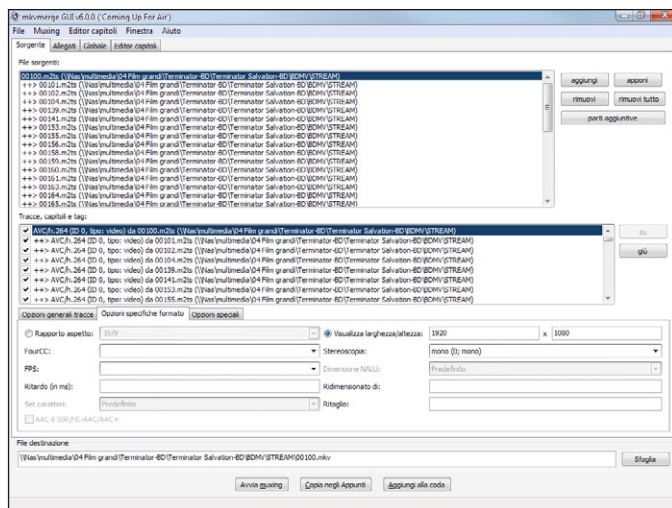 mkvmerge GUI v6.0.0 ('Coming Up For Air')
File Muxing Editor capitoli Finestra Aiuto
Sorgente Allegati Globale Editor capitoli
File sorgenti:
00100.m2ts (\\Nas\multimedia\04 Film grandi\Terminator-BD\Terminator Salvation-BD\BDMV\STREAM)
++> 00101.m2ts (\\Nas\multimedia\04 Film grandi\Terminator-BD\Terminator Salvation-BD\BDMV\STREAM)
++> 00102.m2ts (\\Nas\multimedia\04 Film grandi\Terminator-BD\Terminator Salvation-BD\BDMV\STREAM)
++> 00104.m2ts (\\Nas\multimedia\04 Film grandi\Terminator-BD\Terminator Salvation-BD\BDMV\STREAM)
++> 00139.m2ts (\\Nas\multimedia\04 Film grandi\Terminator-BD\Terminator Salvation-BD\BDMV\STREAM)
++> 00141.m2ts (\\Nas\multimedia\04 Film grandi\Terminator-BD\Terminator Salvation-BD\BDMV\STREAM)
++> 00153.m2ts (\\Nas\multimedia\04 Film grandi\Terminator-BD\Terminator Salvation-BD\BDMV\STREAM)
++> 00155.m2ts (\\Nas\multimedia\04 Film grandi\Terminator-BD\Terminator Salvation-BD\BDMV\STREAM)
++> 00156.m2ts (\\Nas\multimedia\04 Film grandi\Terminator-BD\Terminator Salvation-BD\BDMV\STREAM)
++> 00158.m2ts (\\Nas\multimedia\04 Film grandi\Terminator-BD\Terminator Salvation-BD\BDMV\STREAM)
++> 00159.m2ts (\\Nas\multimedia\04 Film grandi\Terminator-BD\Terminator Salvation-BD\BDMV\STREAM)
++> 00160.m2ts (\\Nas\multimedia\04 Film grandi\Terminator-BD\Terminator Salvation-BD\BDMV\STREAM)
++> 00161.m2ts (\\Nas\multimedia\04 Film grandi\Terminator-BD\Terminator Salvation-BD\BDMV\STREAM)
++> 00163.m2ts (\\Nas\multimedia\04 Film grandi\Terminator-BD\Terminator Salvation-BD\BDMV\STREAM)
++> 00164.m2ts (\\Nas\multimedia\04 Film grandi\Terminator-BD\Terminator Salvation-BD\BDMV\STREAM)
++> 00165.m2ts (\\Nas\multimedia\04 Film grandi\Terminator-BD\Terminator Salvation-BD\BDMV\STREAM)
aggiungi apponi
rimuovi rimuovi tutto
parti aggiuntive
Tracce, capitoli e tag:
AVC/h.264 (ID 0, tipo: video) da 00100.m2ts (\\Nas\multimedia\04 Film grandi\Terminator-BD\Terminator Salvation-BD\BDMV\STREAM)
++> AVC/h.264 (ID 0, tipo: video) da 00101.m2ts (\\Nas\multimedia\04 Film grandi\Terminator-BD\Terminator Salvation-BD\BDMV\STREAM)
++> AVC/h.264 (ID 0, tipo: video) da 00102.m2ts (\\Nas\multimedia\04 Film grandi\Terminator-BD\Terminator Salvation-BD\BDMV\STREAM)
++> AVC/h.264 (ID 0, tipo: video) da 00104.m2ts (\\Nas\multimedia\04 Film grandi\Terminator-BD\Terminator Salvation-BD\BDMV\STREAM)
++> AVC/h.264 (ID 0, tipo: video) da 00139.m2ts (\\Nas\multimedia\04 Film grandi\Terminator-BD\Terminator Salvation-BD\BDMV\STREAM)
++> AVC/h.264 (ID 0, tipo: video) da 00141.m2ts (\\Nas\multimedia\04 Film grandi\Terminator-BD\Terminator Salvation-BD\BDMV\STREAM)
++> AVC/h.264 (ID 0, tipo: video) da 00153.m2ts (\\Nas\multimedia\04 Film grandi\Terminator-BD\Terminator Salvation-BD\BDMV\STREAM)
++> AVC/h.264 (ID 0, tipo: video) da 00155.m2ts (\\Nas\multimedia\04 Film grandi\Terminator-BD\Terminator Salvation-BD\BDMV\STREAM)
su
giù
Opzioni generali tracce Opzioni specifiche formato Opzioni speciali
Rapporto aspetto: 16/9 Visualizza larghezza/altezza: 1920 x 1080
FourCC: Stereoscopia: mono (0; mono)
FPS: Dimensione NALU: Predefinito
Ritardo (in ms): Ridimensionato di:
Set caratteri: Predefinito Ritaglio:
AAC è SBR/HE-AAC/AAC+
File destinazione
\\Nas\multimedia\04 Film grandi\Terminator-BD\Terminator Salvation-BD\BDMV\STREAM\00100.mkv Sfoglia
Avvia muxing Copia negli Appunti Aggiungi alla coda